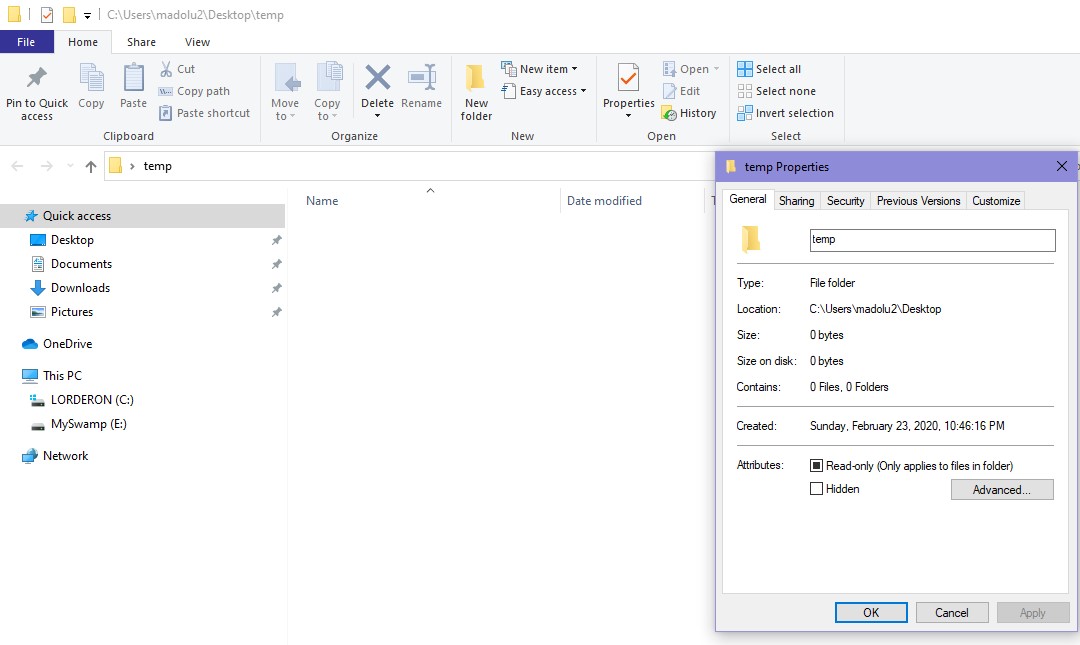 C:\Users\madolu2\Desktop\temp
File Home Share View
Pin to Quick access
Copy
Paste
Cut
Copy path
Paste shortcut
Clipboard
Move to
Copy to
Delete
Rename
Organize
New folder
New item
Easy access
New
Properties
Open
Edit
History
Open
Select all
Select none
Invert selection
Select
temp
Name Date modified
Quick access
Desktop
Documents
Downloads
Pictures
OneDrive
This PC
LORDERON (C:)
MySwamp (E:)
Network
temp Properties
General Sharing Security Previous Versions Customize
temp
Type: File folder
Location: C:\Users\madolu2\Desktop
Size: 0 bytes
Size on disk: 0 bytes
Contains: 0 Files, 0 Folders
Created: Sunday, February 23, 2020, 10:46:16 PM
Attributes: Read-only (Only applies to files in folder)
Hidden Advanced...
OK Cancel Apply